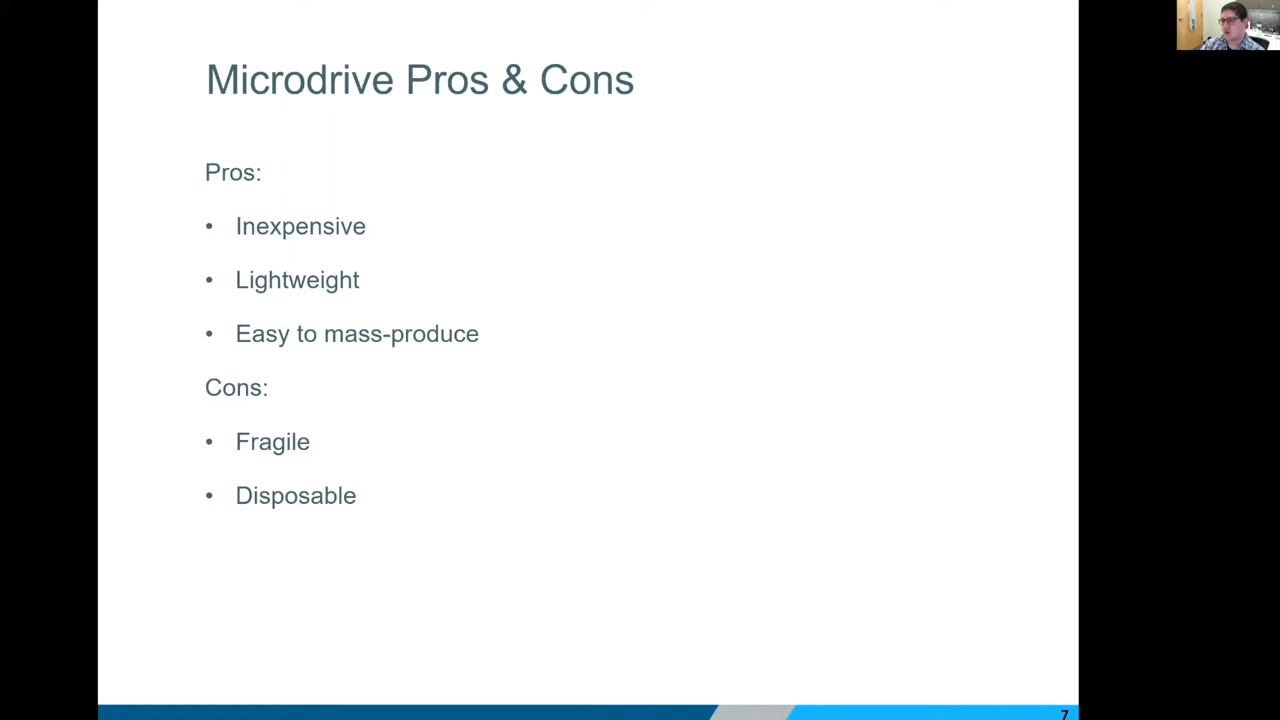 Microdrive Pros & Cons
Pros:
• Inexpensive
• Lightweight
• Easy to mass-produce
Cons:
• Fragile
• Disposable
7